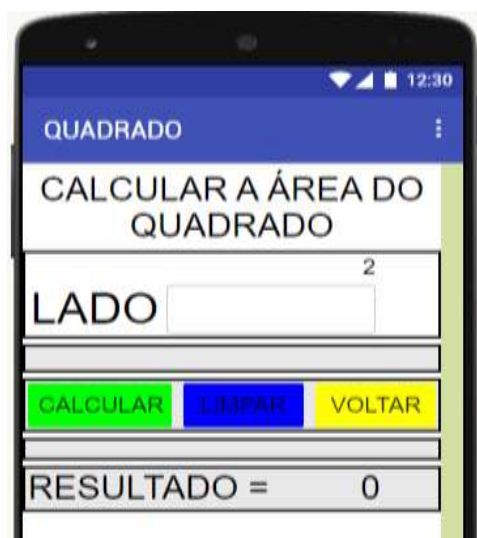 12:30
QUADRADO
CALCULAR A ÁREA DO
QUADRADO
2
LADO
CALCULAR LIMPAR VOLTAR
RESULTADO = 0